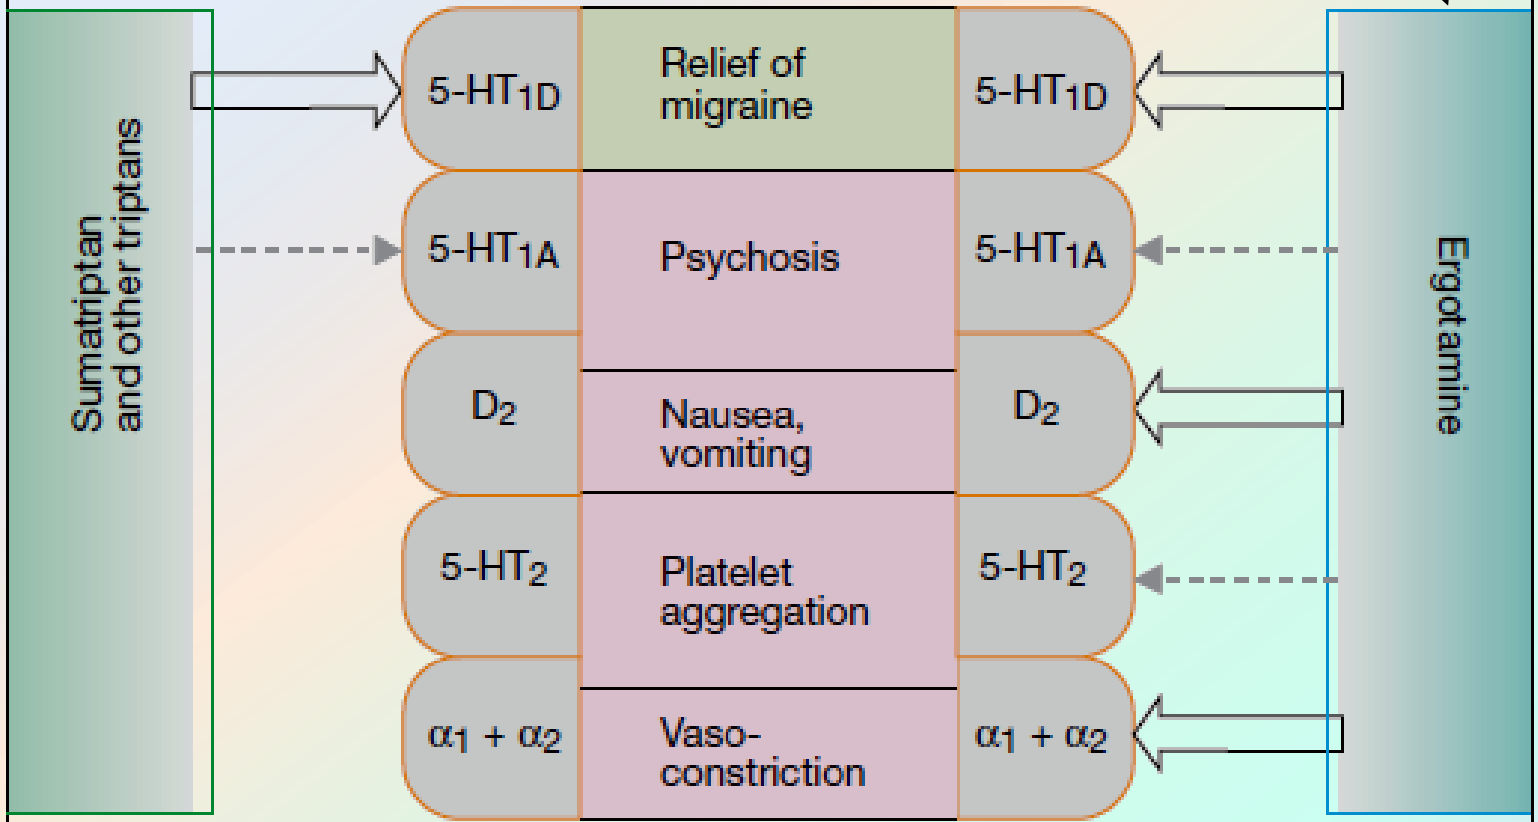 Sumatriptan
and other triptans
5-HT1D
Relief of
migraine
5-HT1D
5-HT1A
Psychosis
5-HT1A
D2
Nausea,
vomiting
D2
5-HT2
Platelet
aggregation
5-HT2
α1 + α2
Vaso-
constriction
α1 + α2
Ergotamine